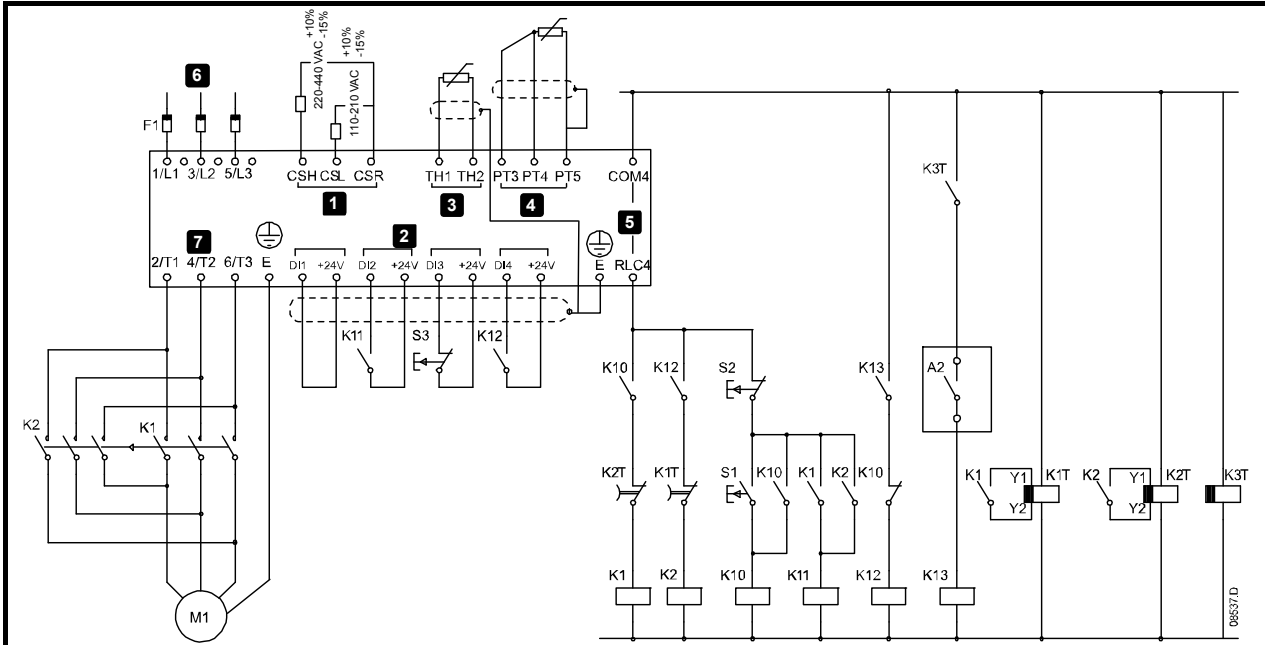 +10%
-15%
220-440 VAC
+10%
-15%
110-210 VAC
6
F1
K3T
1/L1 3/L2 5/L3
CSH CSL CSR
TH1 TH2
PT3 PT4 PT5
COM4
1
3
4
5
7
2
2/T1 4/T2 6/T3 E
DI1 +24V DI2 +24V DI3 +24V DI4 +24V
E RLC4
K11
S3
K12
K10
K12
S2
K13
A2
K2
K1
K2T
K1T
S1
K10
K1
K2
K10
K1
Y1
Y2
K1T
K2
Y1
Y2
K2T
K3T
K1
K2
K10
K11
K12
K13
M1
08537.D